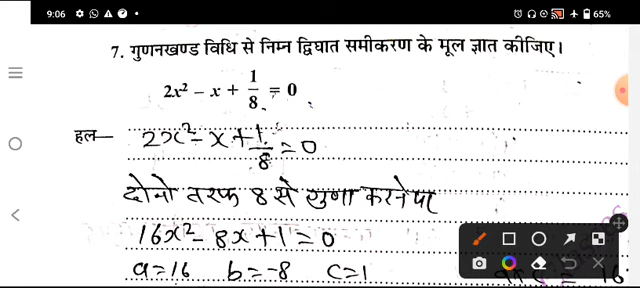 9:06
65%
7. गुणनखण्ड विधि से निम्न द्विघात समीकरण के मूल ज्ञात कीजिए।
2x² – x + 1/8 = 0
हल— 2x² - x + 1/8 = 0
दोनो तरफ 8 से गुणा करने पर
16x² - 8x + 1 = 0
a = 16 b = -8 c = 1
= 16